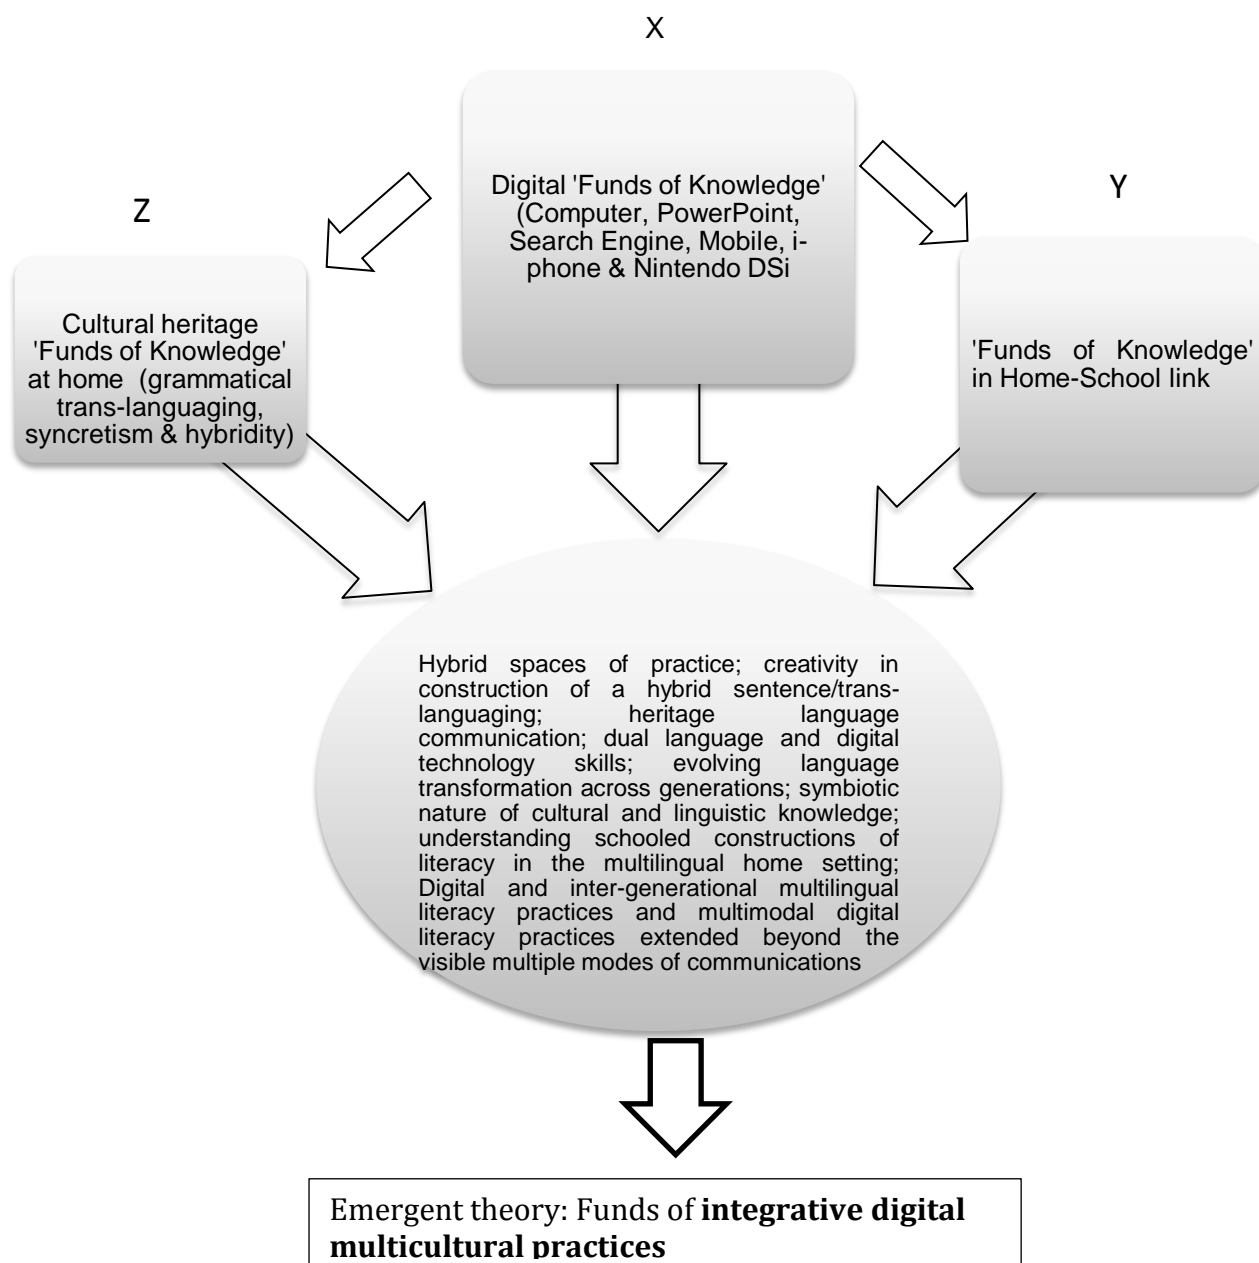 X
Digital 'Funds of Knowledge'
(Computer, PowerPoint,
Search Engine, Mobile, i-
phone & Nintendo DSi
Z
Y
Cultural heritage
'Funds of Knowledge'
at home (grammatical
trans-languaging,
syncretism & hybridity)
'Funds of Knowledge'
in Home-School link
Hybrid spaces of practice; creativity in
construction of a hybrid sentence/trans-
languaging; heritage language
communication; dual language and digital
technology skills; evolving language
transformation across generations; symbiotic
nature of cultural and linguistic knowledge;
understanding schooled constructions of
literacy in the multilingual home setting;
Digital and inter-generational multilingual
literacy practices and multimodal digital
literacy practices extended beyond the
visible multiple modes of communications
Emergent theory: Funds of integrative digital
multicultural practices